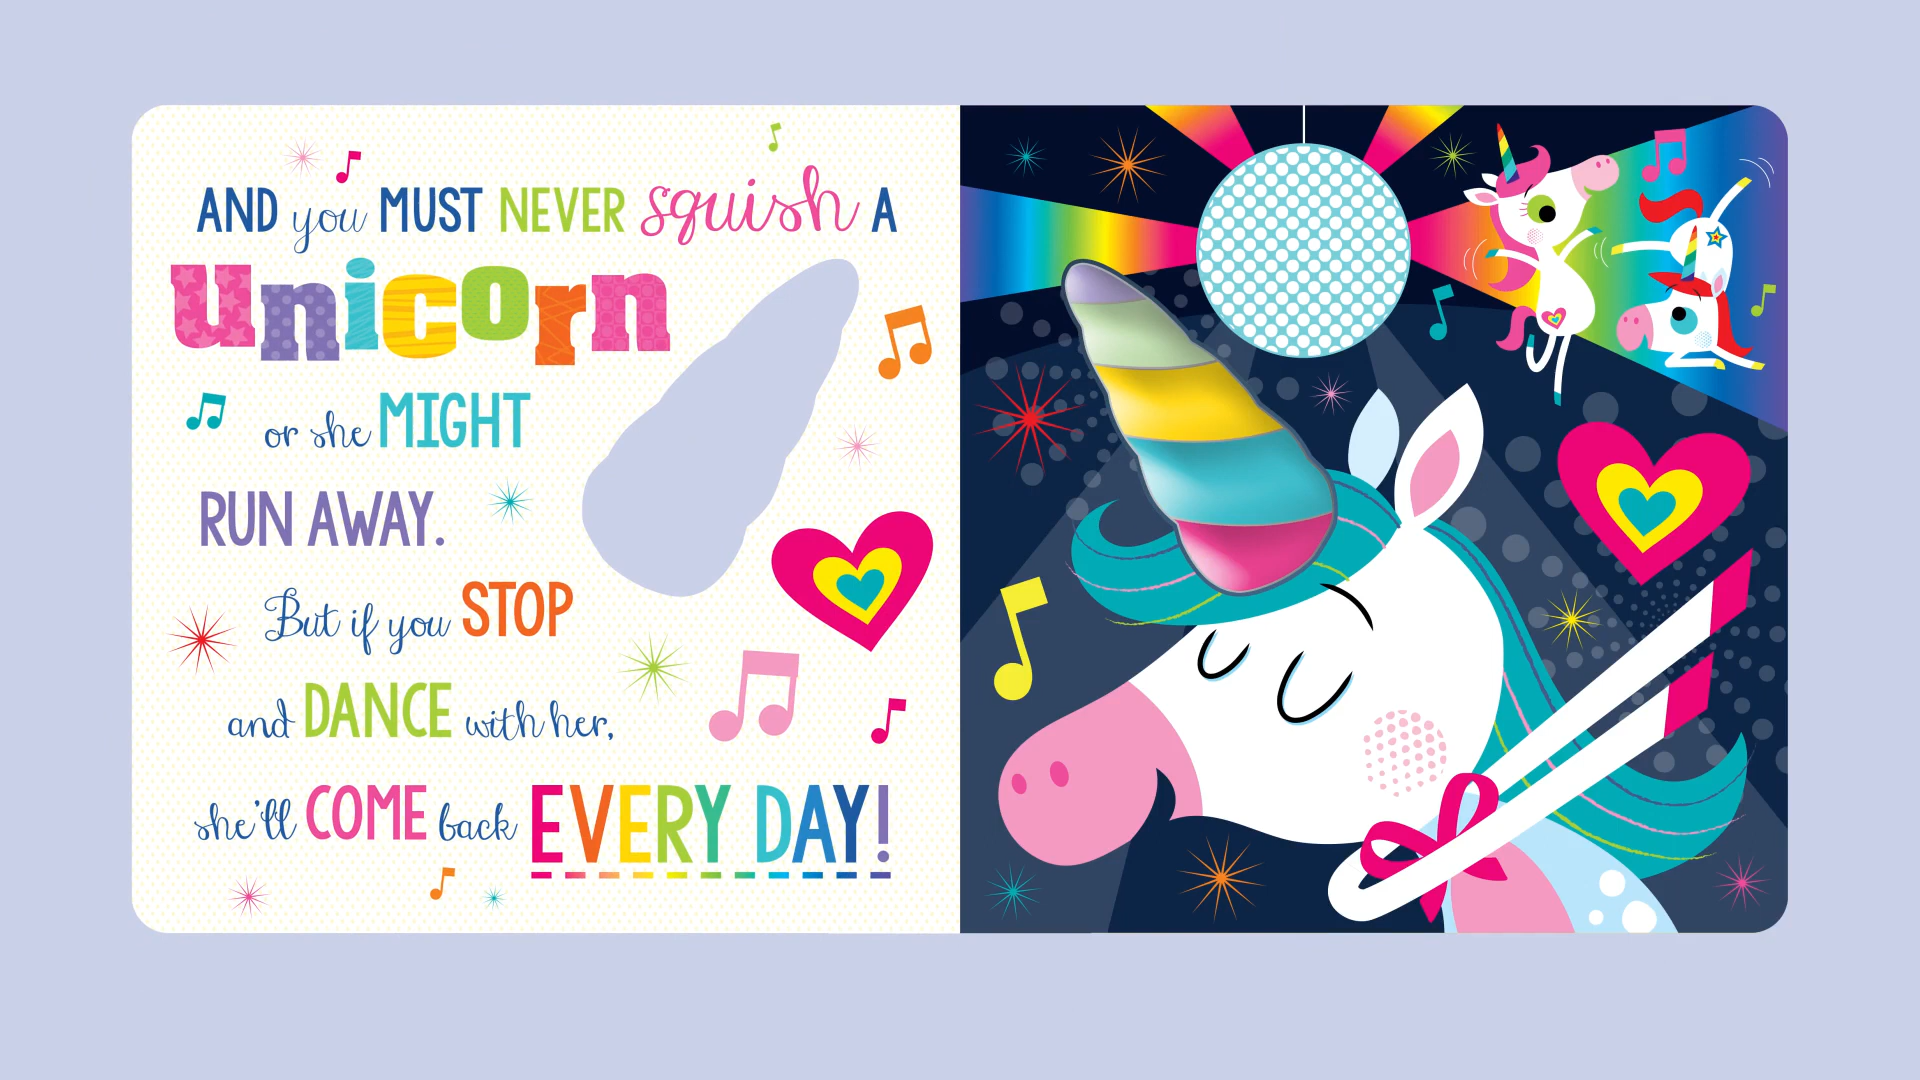 AND you MUST NEVER squish A
unicorn
or she MIGHT
RUN AWAY.
But if you STOP
and DANCE with her,
she'll COME back EVERY DAY!